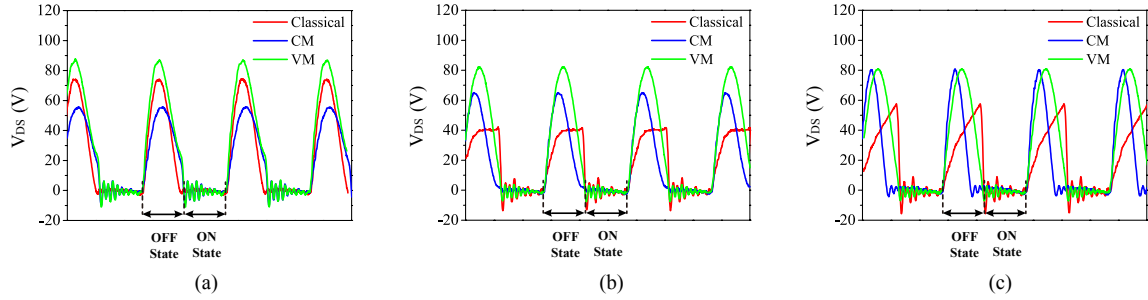 120
100
80
60
40
20
0
-20
V_DS (V)
Classical
CM
VM
OFF
State
ON
State
(a)
120
100
80
60
40
20
0
-20
V_DS (V)
Classical
CM
VM
OFF
State
ON
State
(b)
120
100
80
60
40
20
0
-20
V_DS (V)
Classical
CM
VM
OFF
State
ON
State
(c)